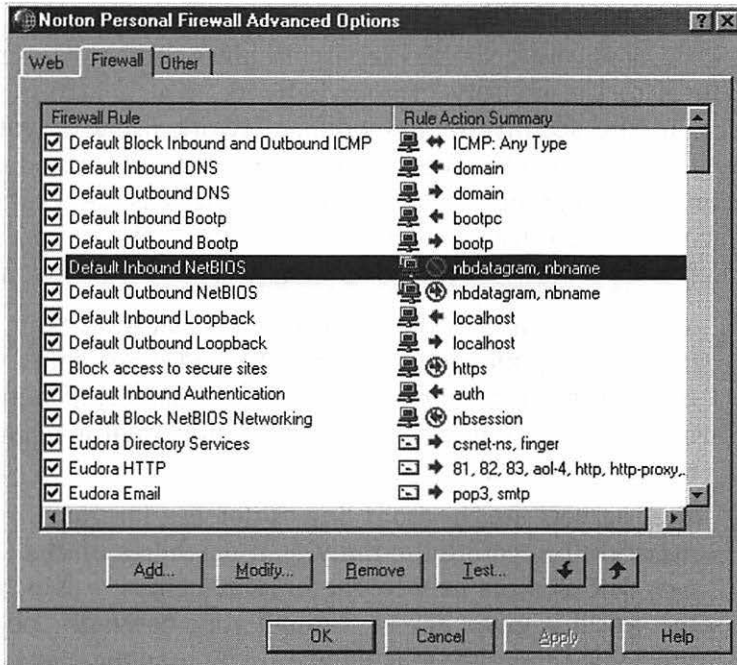 Norton Personal Firewall Advanced Options
Web Firewall Other
Firewall Rule Rule Action Summary
Default Block Inbound and Outbound ICMP ICMP: Any Type
Default Inbound DNS domain
Default Outbound DNS domain
Default Inbound Bootp bootpc
Default Outbound Bootp bootp
Default Inbound NetBIOS nbdatagram, nbname
Default Outbound NetBIOS nbdatagram, nbname
Default Inbound Loopback localhost
Default Outbound Loopback localhost
Block access to secure sites https
Default Inbound Authentication auth
Default Block NetBIOS Networking nbsession
Eudora Directory Services csnet-ns, finger
Eudora HTTP 81, 82, 83, aol-4, http, http-proxy,..
Eudora Email pop3, smtp
Add... Modify... Remove Test...
OK Cancel Apply Help